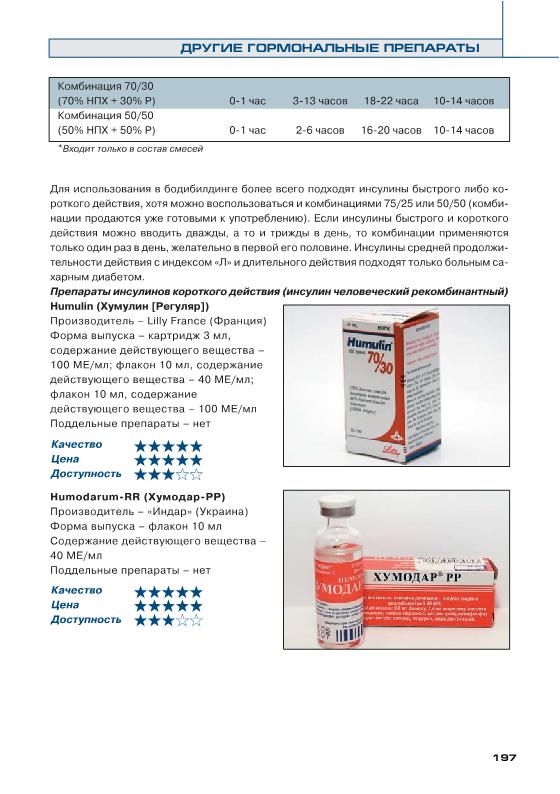 ДРУГИЕ ГОРМОНАЛЬНЫЕ ПРЕПАРАТЫ
Комбинация 70/30
(70% НПХ + 30% Р) 0-1 час 3-13 часов 18-22 часа 10-14 часов
Комбинация 50/50
(50% НПХ + 50% Р) 0-1 час 2-6 часов 16-20 часов 10-14 часов
*Входит только в состав смесей
Для использования в бодибилдинге более всего подходят инсулины быстрого либо ко-
роткого действия, хотя можно воспользоваться и комбинациями 75/25 или 50/50 (комби-
нации продаются уже готовыми к употреблению). Если инсулины быстрого и короткого
действия можно вводить дважды, а то и трижды в день, то комбинации применяются
только один раз в день, желательно в первой его половине. Инсулины средней продолжи-
тельности действия с индексом «Л» и длительного действия подходят только больным са-
харным диабетом.
Препараты инсулинов короткого действия (инсулин человеческий рекомбинантный)
Humulin (Хумулин [Регуляр])
Производитель – Lilly France (Франция)
Форма выпуска – картридж 3 мл,
содержание действующего вещества –
100 МЕ/мл; флакон 10 мл, содержание
действующего вещества – 40 МЕ/мл;
флакон 10 мл, содержание
действующего вещества – 100 МЕ/мл
Поддельные препараты – нет
Качество
Цена
Доступность
Humulin
70/30
Lilly
Humodarum-RR (Хумодар-РР)
Производитель – «Индар» (Украина)
Форма выпуска – флакон 10 мл
Содержание действующего вещества –
40 МЕ/мл
Поддельные препараты – нет
Качество
Цена
Доступность
ХУМОДАР® РР
197